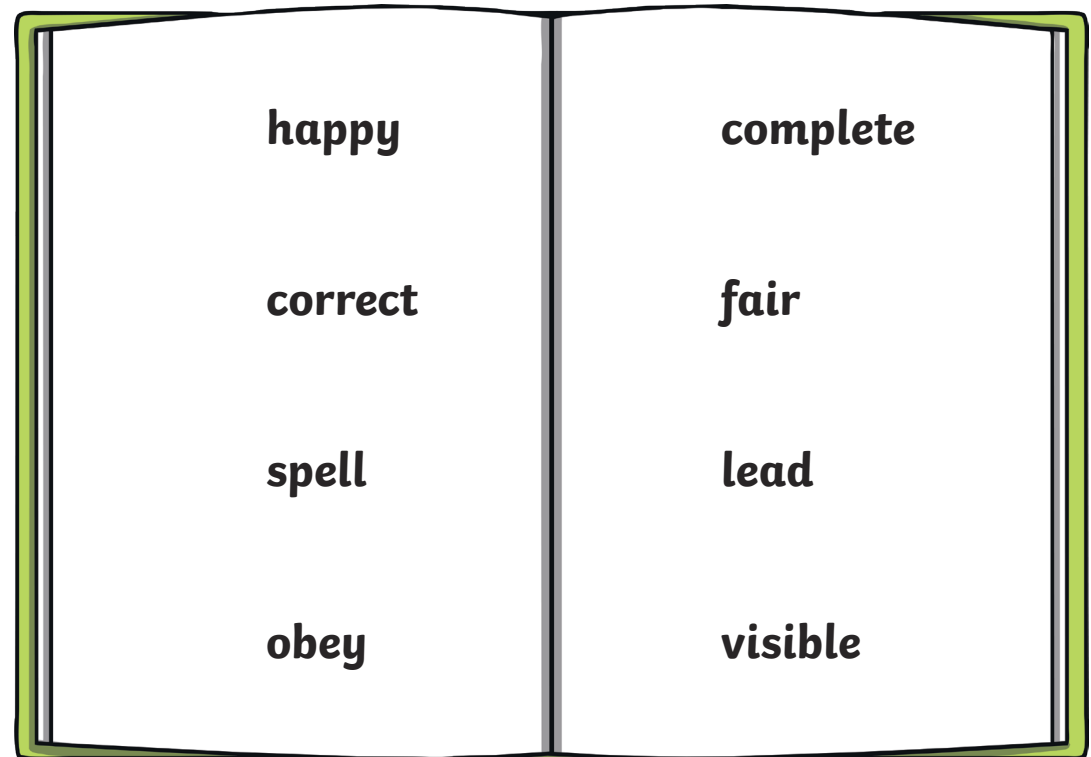 happy
correct
spell
obey
complete
fair
lead
visible